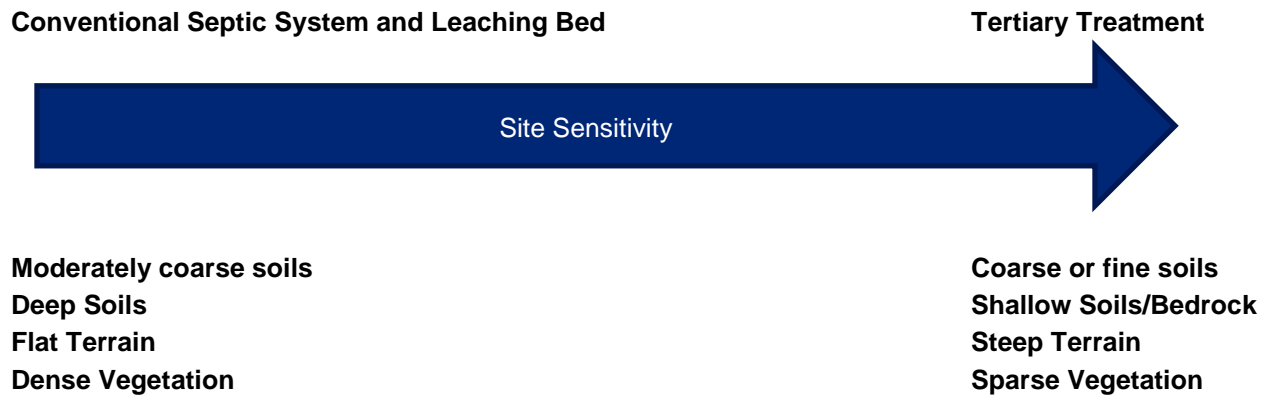 Conventional Septic System and Leaching Bed
Tertiary Treatment
Site Sensitivity
Moderately coarse soils
Deep Soils
Flat Terrain
Dense Vegetation
Coarse or fine soils
Shallow Soils/Bedrock
Steep Terrain
Sparse Vegetation